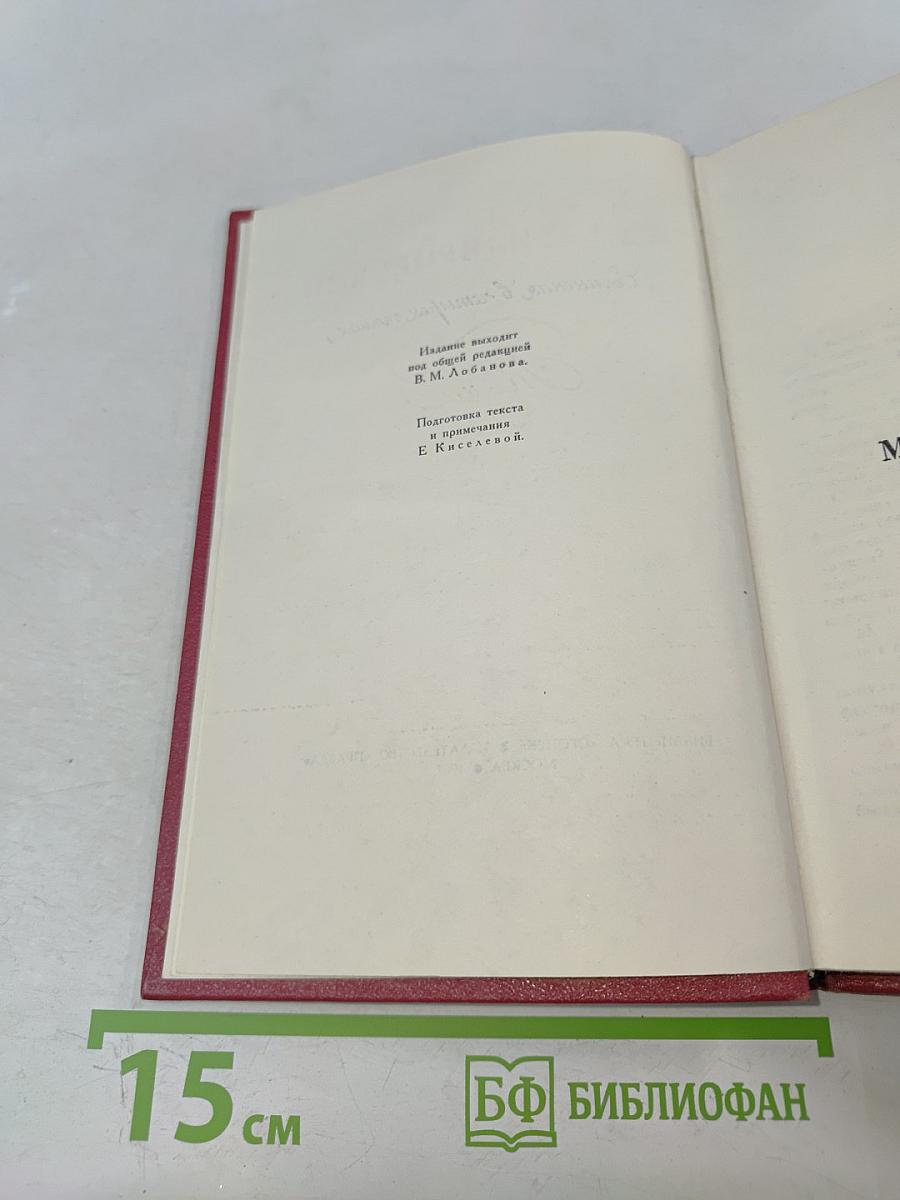 Издание выходит
под общей редакцией
В. М. Лобанова.
Подготовка текста
и примечания
Е Киселевой.
М
15 см
БФ БИБЛИОФАН